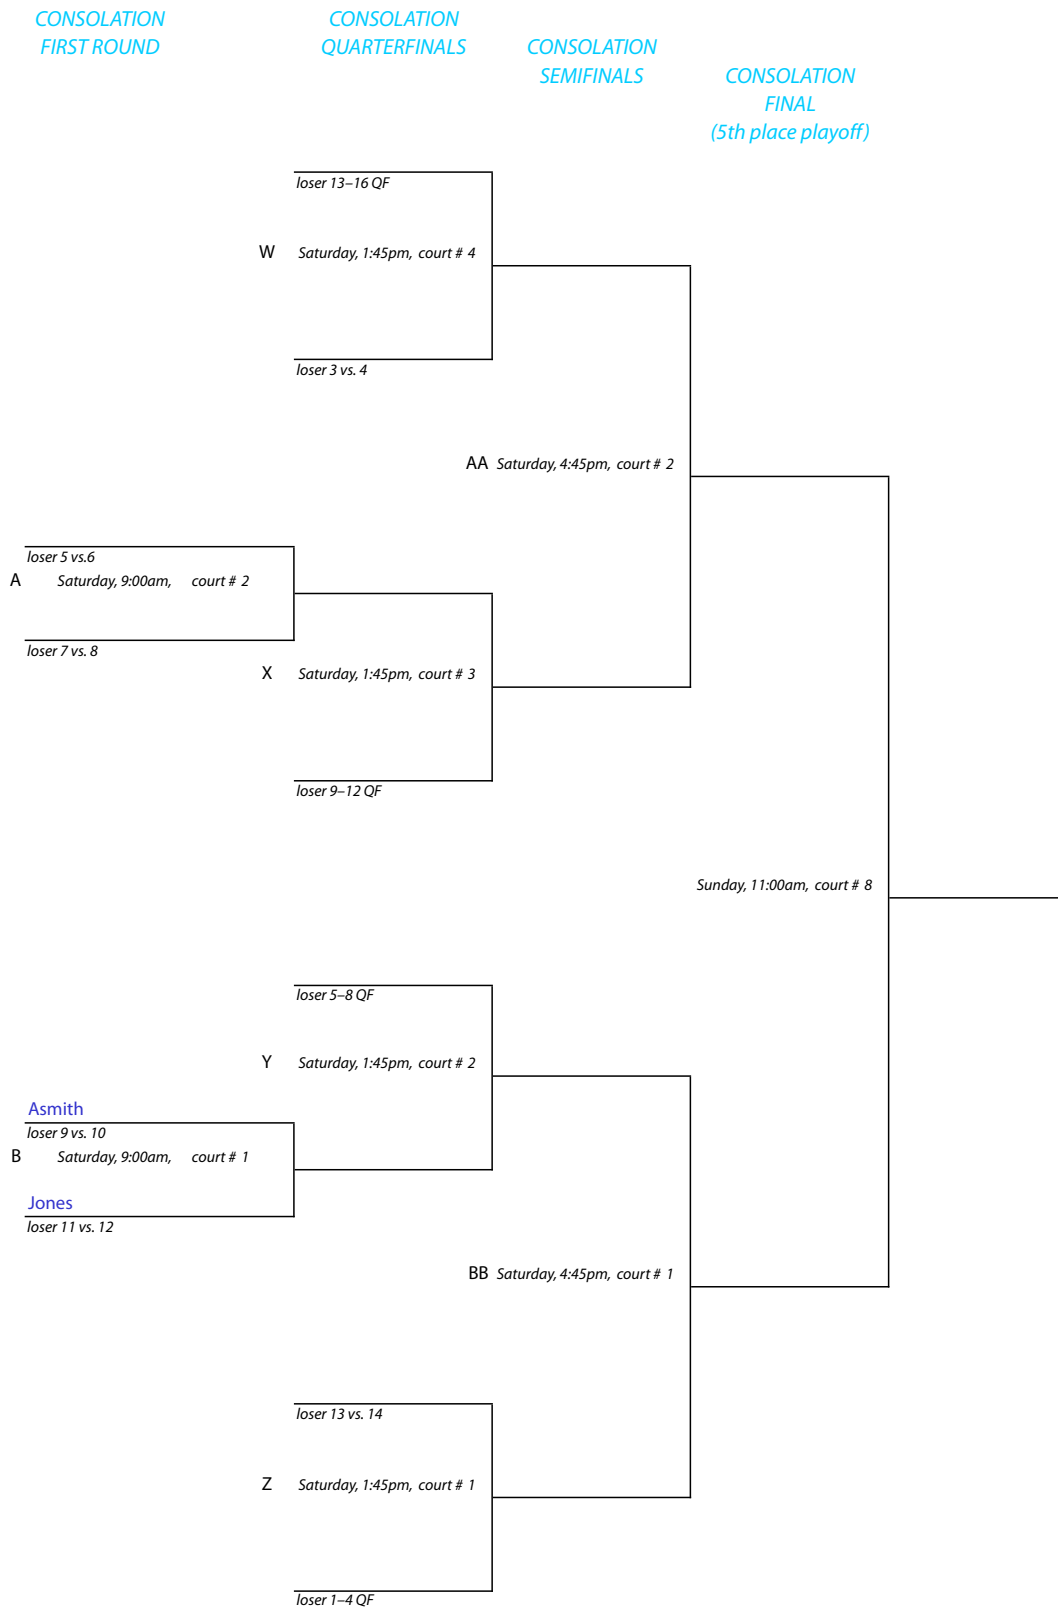 CONSOLATION
FIRST ROUND
CONSOLATION
QUARTERFINALS
CONSOLATION
SEMIFINALS
CONSOLATION
FINAL
(5th place playoff)
loser 13–16 QF
W Saturday, 1:45pm, court # 4
loser 3 vs. 4
AA Saturday, 4:45pm, court # 2
loser 5 vs.6
A Saturday, 9:00am, court # 2
loser 7 vs. 8
X Saturday, 1:45pm, court # 3
loser 9–12 QF
Sunday, 11:00am, court # 8
loser 5–8 QF
Y Saturday, 1:45pm, court # 2
Asmith
loser 9 vs. 10
B Saturday, 9:00am, court # 1
Jones
loser 11 vs. 12
BB Saturday, 4:45pm, court # 1
loser 13 vs. 14
Z Saturday, 1:45pm, court # 1
loser 1–4 QF